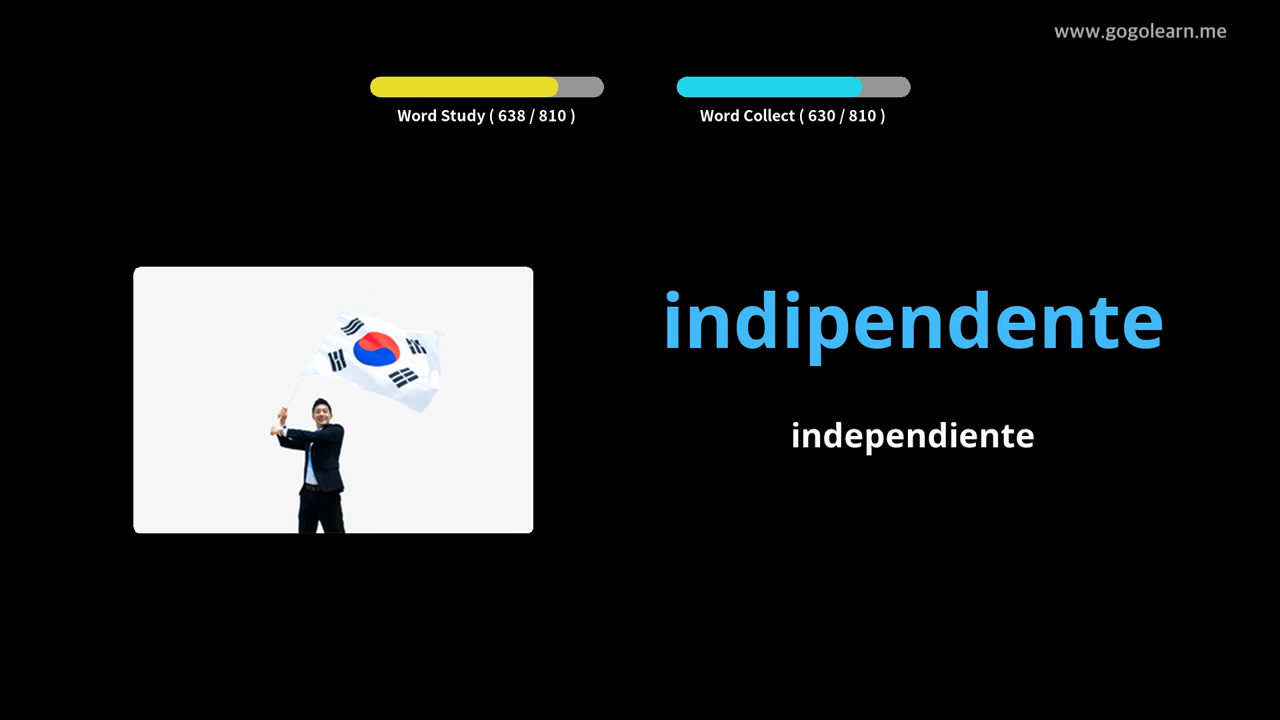 www.gogolearn.me
Word Study ( 638 / 810 )
Word Collect ( 630 / 810 )
indipendente
independiente